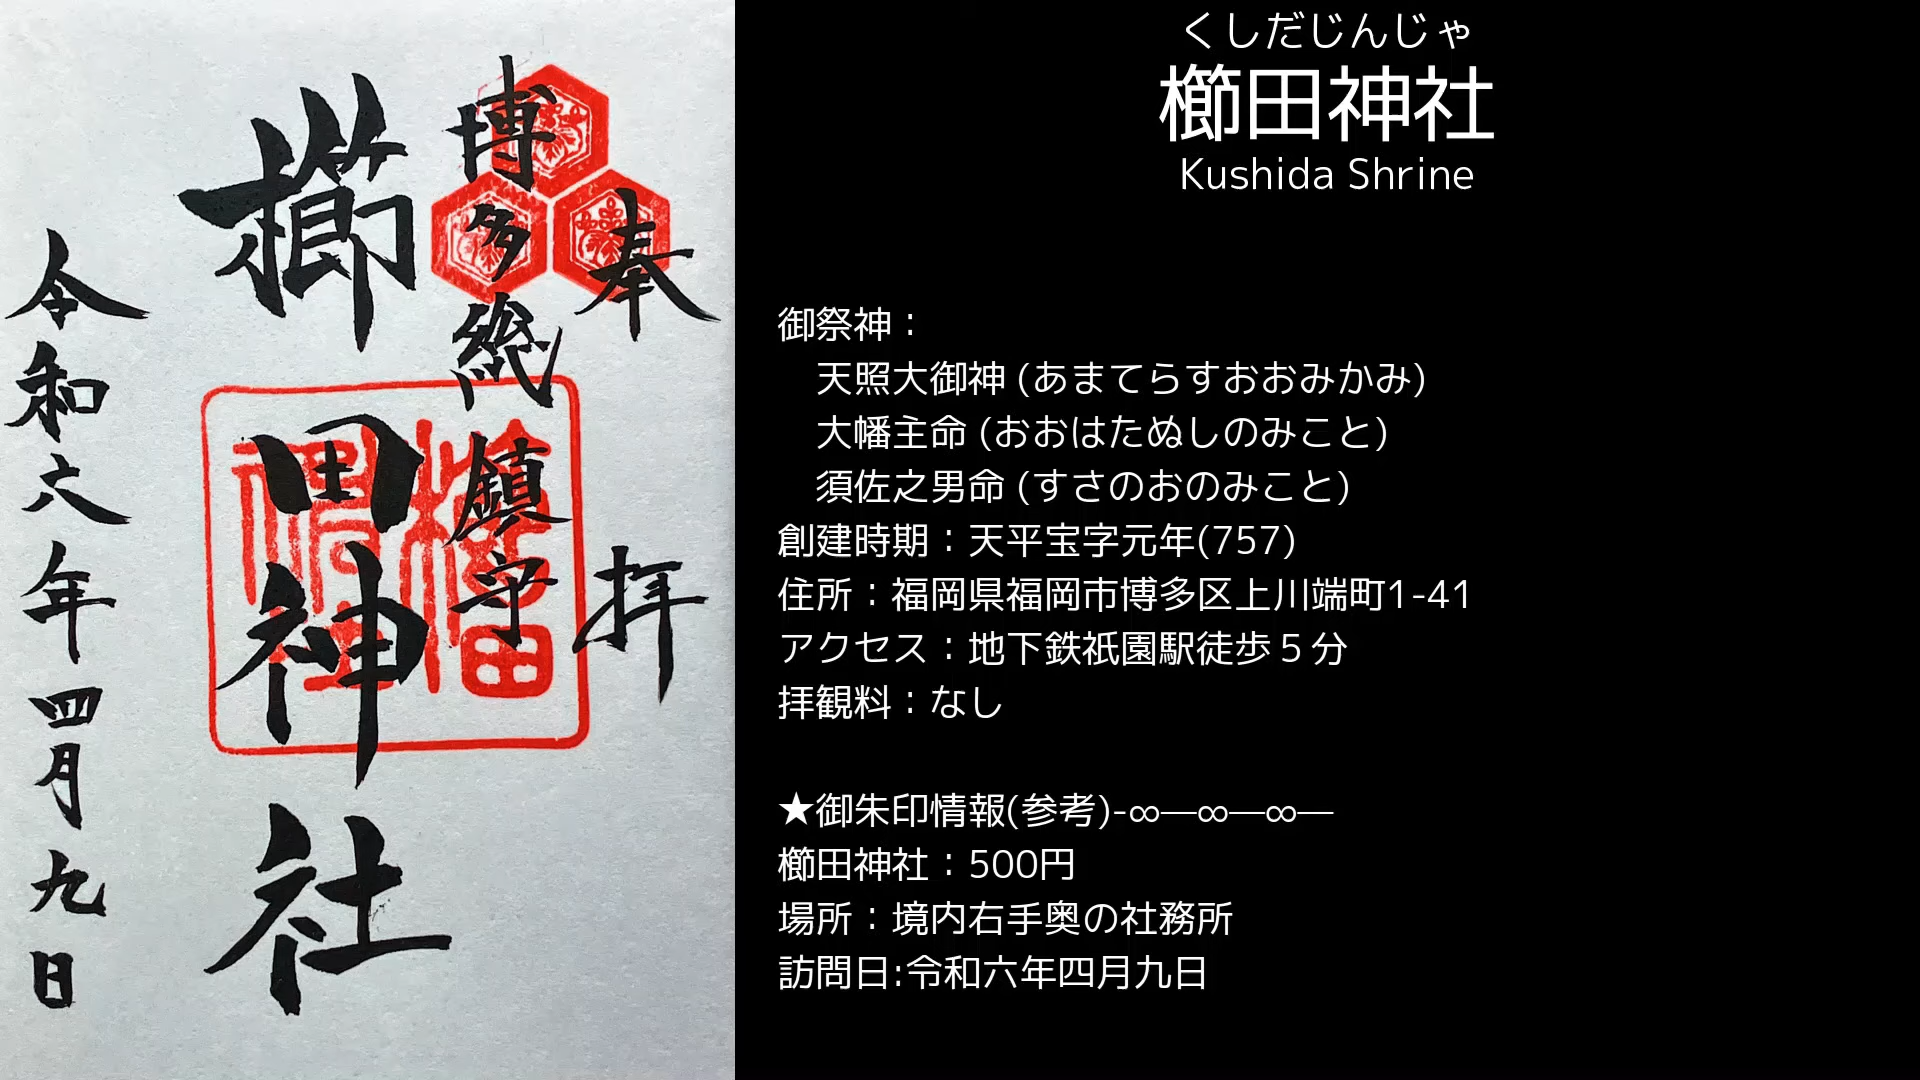 奉拝
博多総鎮守
櫛田神社
令和六年四月九日
くしだじんじゃ
櫛田神社
Kushida Shrine
御祭神：
天照大御神 (あまてらすおおみかみ)
大幡主命 (おおはたぬしのみこと)
須佐之男命 (すさのおのみこと)
創建時期：天平宝字元年(757)
住所：福岡県福岡市博多区上川端町1-41
アクセス：地下鉄祇園駅徒歩５分
拝観料：なし
★御朱印情報(参考)-∞—∞—∞—
櫛田神社：500円
場所：境内右手奥の社務所
訪問日:令和六年四月九日